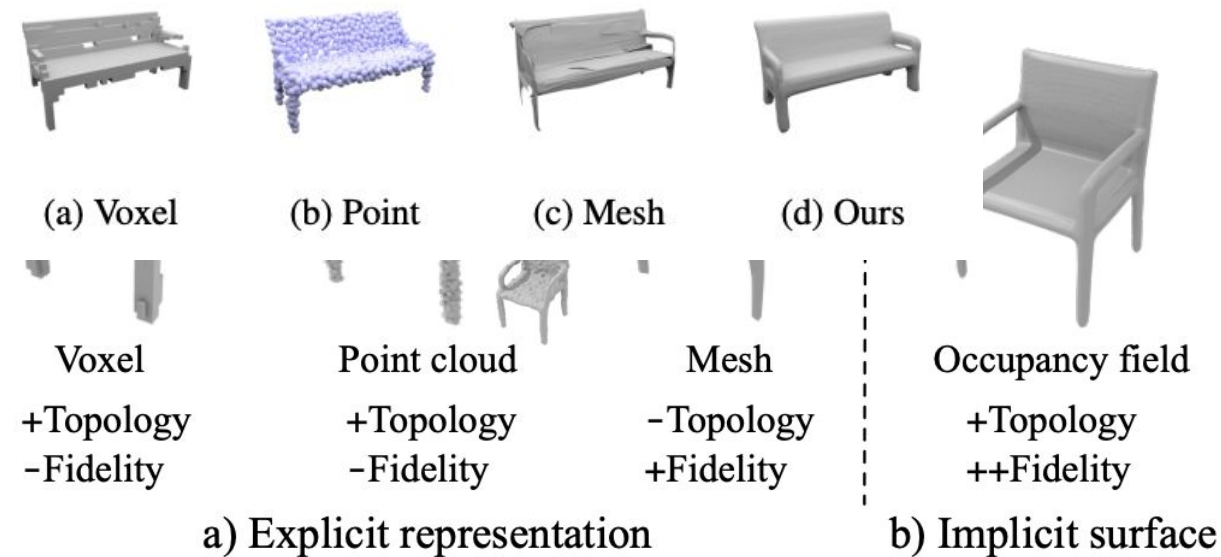 (a) Voxel (b) Point (c) Mesh (d) Ours
Voxel Point cloud Mesh Occupancy field
+Topology +Topology -Topology +Topology
-Fidelity -Fidelity +Fidelity ++Fidelity
a) Explicit representation b) Implicit surface